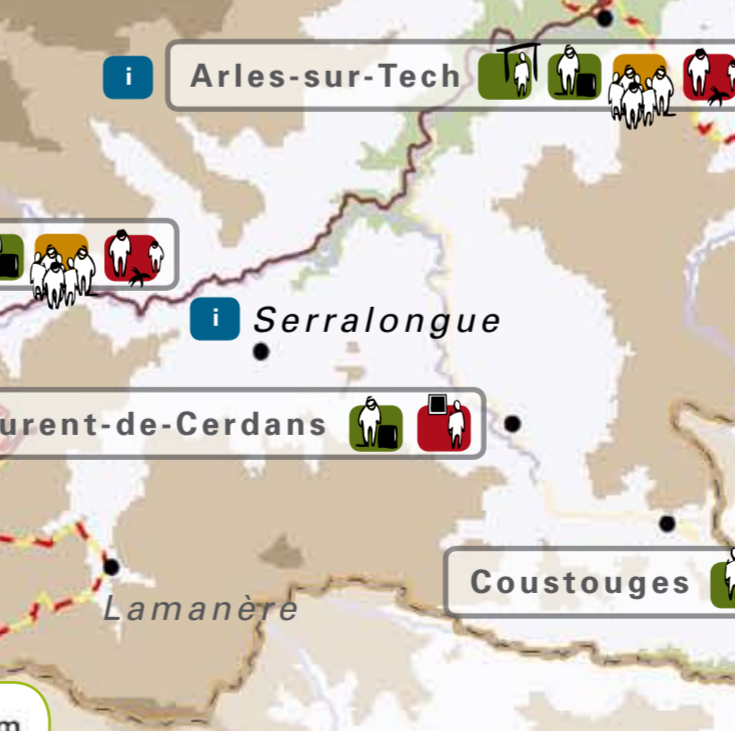 i Arles-sur-Tech
i Serralongue
urent-de-Cerdans
Lamanère
Coustouges
m